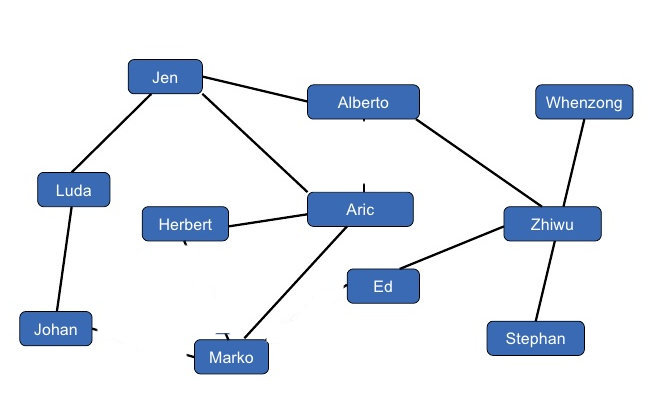 Jen
Alberto
Whenzong
Luda
Herbert
Aric
Zhiwu
Ed
Johan
Marko
Stephan